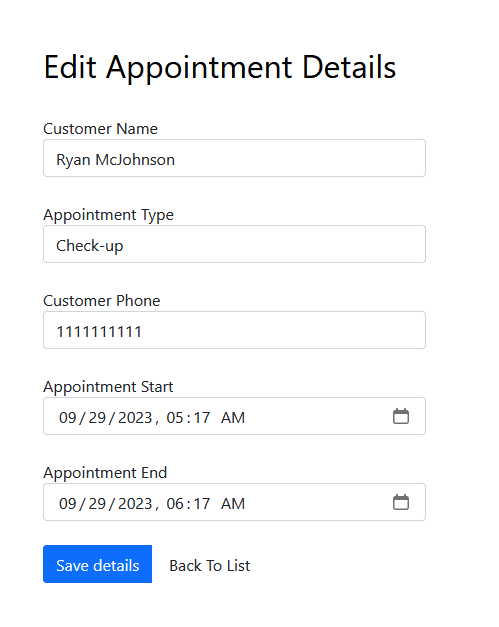 Edit Appointment Details
Customer Name
Ryan McJohnson
Appointment Type
Check-up
Customer Phone
1111111111
Appointment Start
09/29/2023, 05:17 AM
Appointment End
09/29/2023, 06:17 AM
Save details Back To List